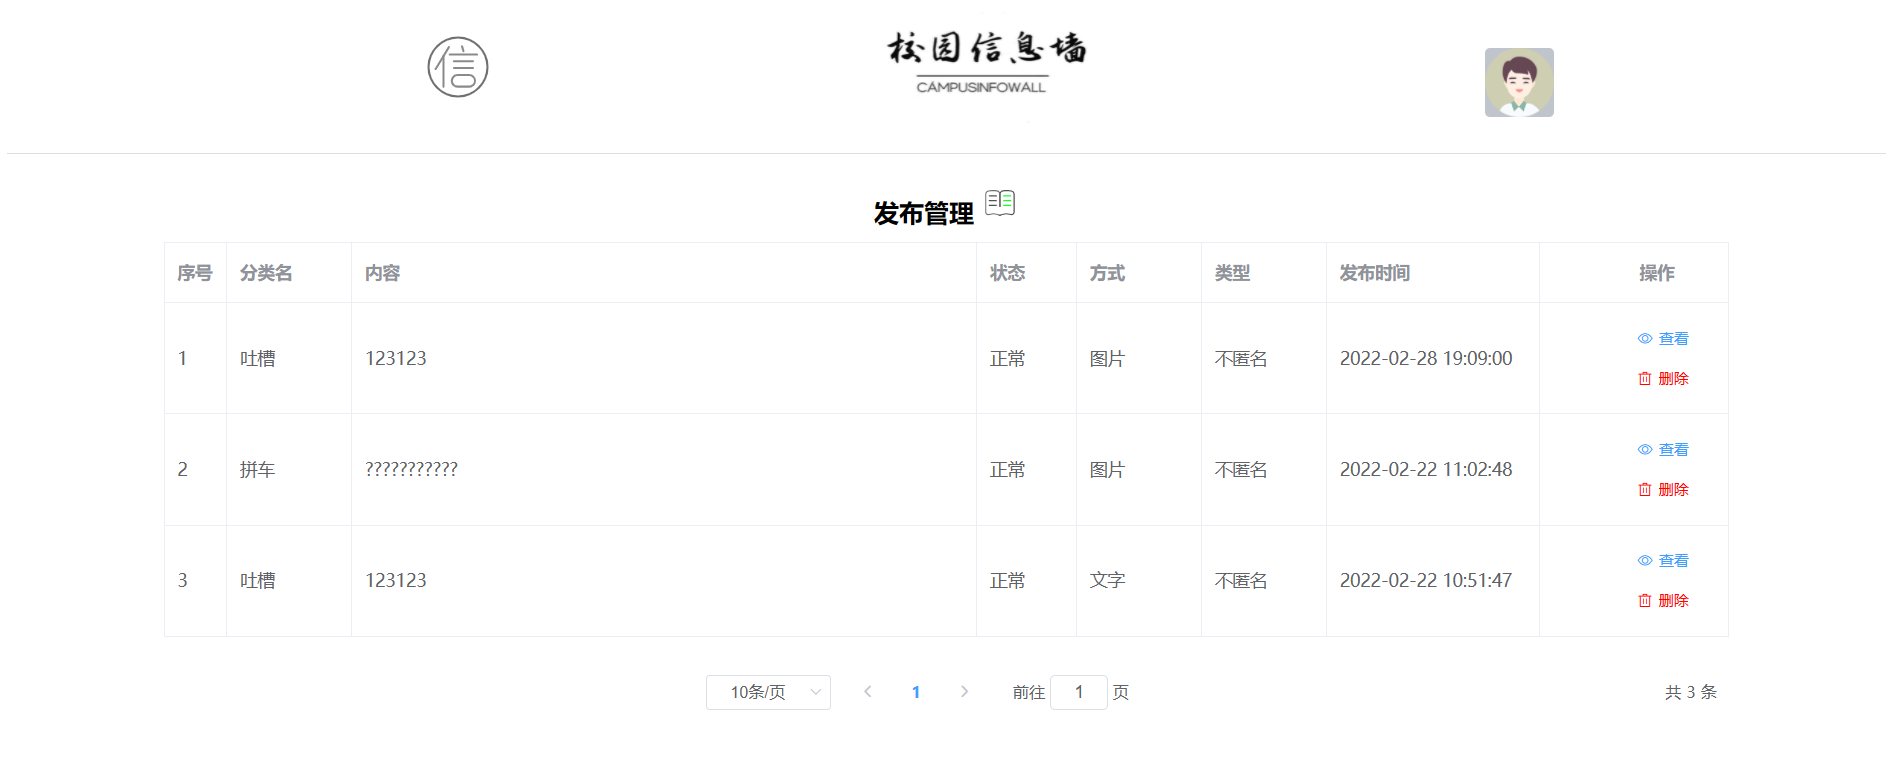 信
校园信息墙
CAMPUSINFOWALL
发布管理
序号 分类名 内容 状态 方式 类型 发布时间 操作
1 吐槽 123123 正常 图片 不匿名 2022-02-28 19:09:00 查看
删除
2 拼车 ??????????? 正常 图片 不匿名 2022-02-22 11:02:48 查看
删除
3 吐槽 123123 正常 文字 不匿名 2022-02-22 10:51:47 查看
删除
10条/页 1 前往 1 页 共 3 条